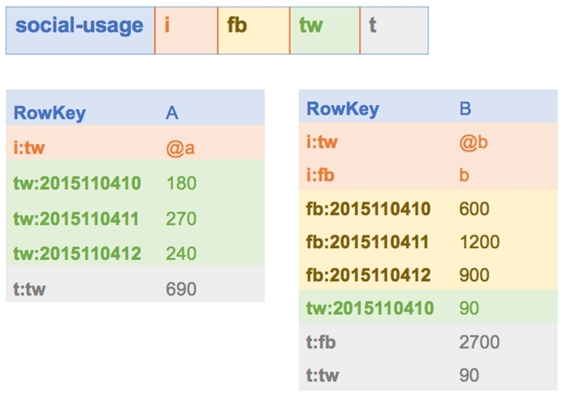 social-usage i fb tw t
RowKey A
i:tw @a
tw:2015110410 180
tw:2015110411 270
tw:2015110412 240
t:tw 690
RowKey B
i:tw @b
i:fb b
fb:2015110410 600
fb:2015110411 1200
fb:2015110412 900
tw:2015110410 90
t:fb 2700
t:tw 90